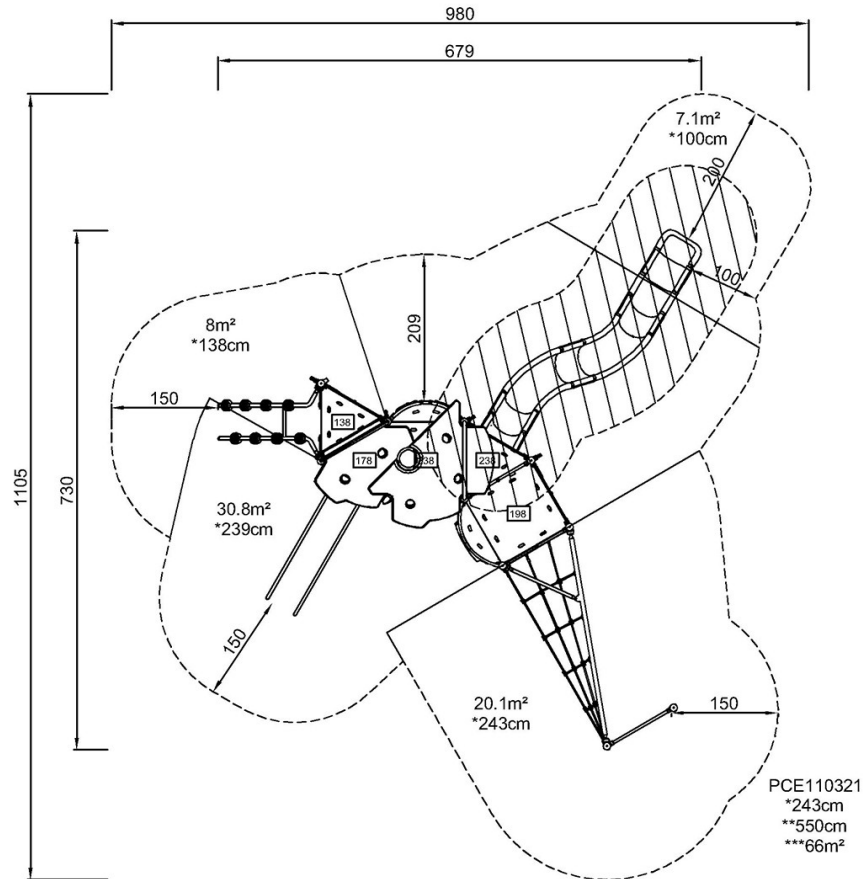 980
679
7.1m²
*100cm
200
100
209
8m²
*138cm
150
1105
730
138
178
238
238
198
30.8m²
*239cm
150
20.1m²
*243cm
150
PCE110321
*243cm
**550cm
***66m²